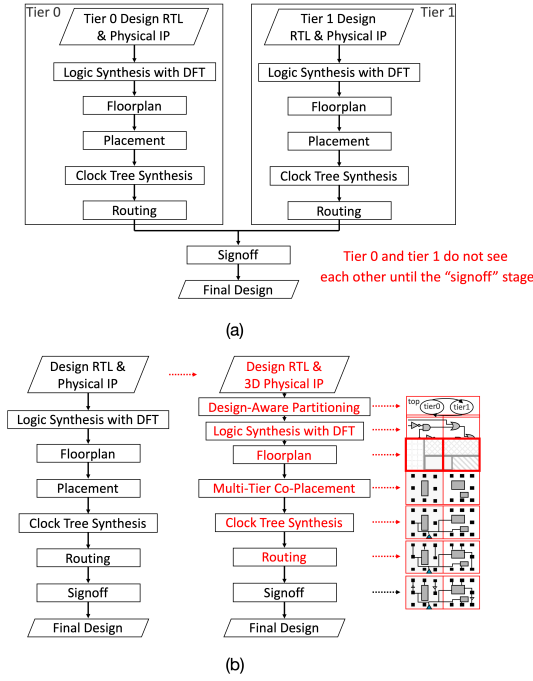 Tier 0
Tier 0 Design RTL
& Physical IP
Logic Synthesis with DFT
Floorplan
Placement
Clock Tree Synthesis
Routing
Tier 1
Tier 1 Design
RTL & Physical IP
Logic Synthesis with DFT
Floorplan
Placement
Clock Tree Synthesis
Routing
Signoff
Final Design
Tier 0 and tier 1 do not see
each other until the “signoff” stage
(a)
Design RTL &
Physical IP
Logic Synthesis with DFT
Floorplan
Placement
Clock Tree Synthesis
Routing
Signoff
Final Design
Design RTL &
3D Physical IP
Design-Aware Partitioning
Logic Synthesis with DFT
Floorplan
Multi-Tier Co-Placement
Clock Tree Synthesis
Routing
Signoff
Final Design
top
tier0
tier1
(b)